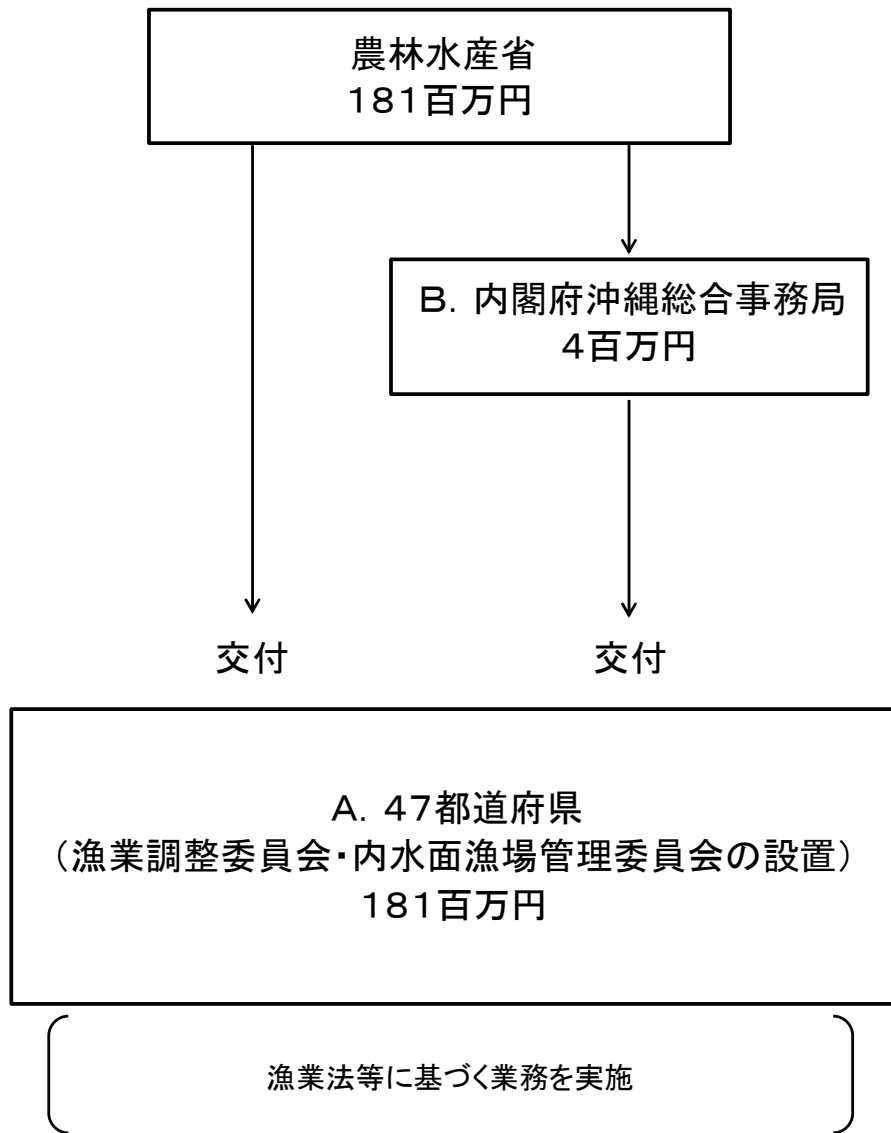 農林水産省
181百万円
B. 内閣府沖縄総合事務局
4百万円
交付
交付
A. 47都道府県
(漁業調整委員会・内水面漁場管理委員会の設置)
181百万円
漁業法等に基づく業務を実施